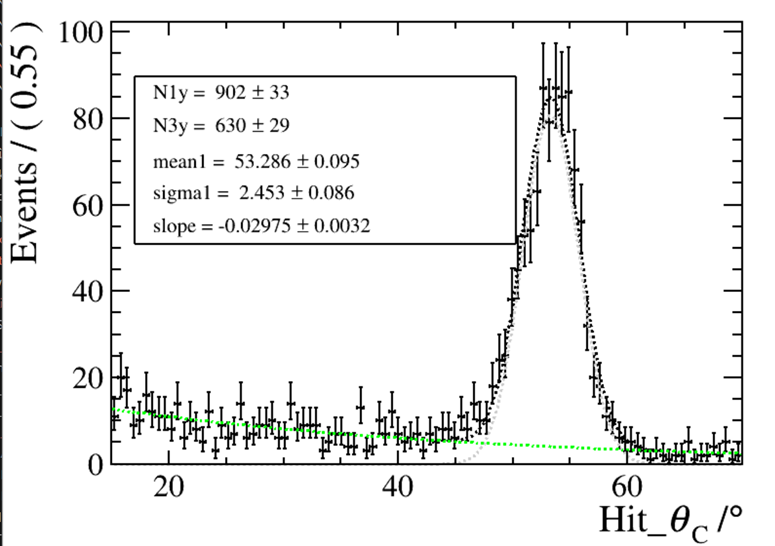 100
80
60
40
20
0
Events / ( 0.55 )
N1y = 902 ± 33
N3y = 630 ± 29
mean1 = 53.286 ± 0.095
sigma1 = 2.453 ± 0.086
slope = -0.02975 ± 0.0032
20 40 60
Hit_θC /°